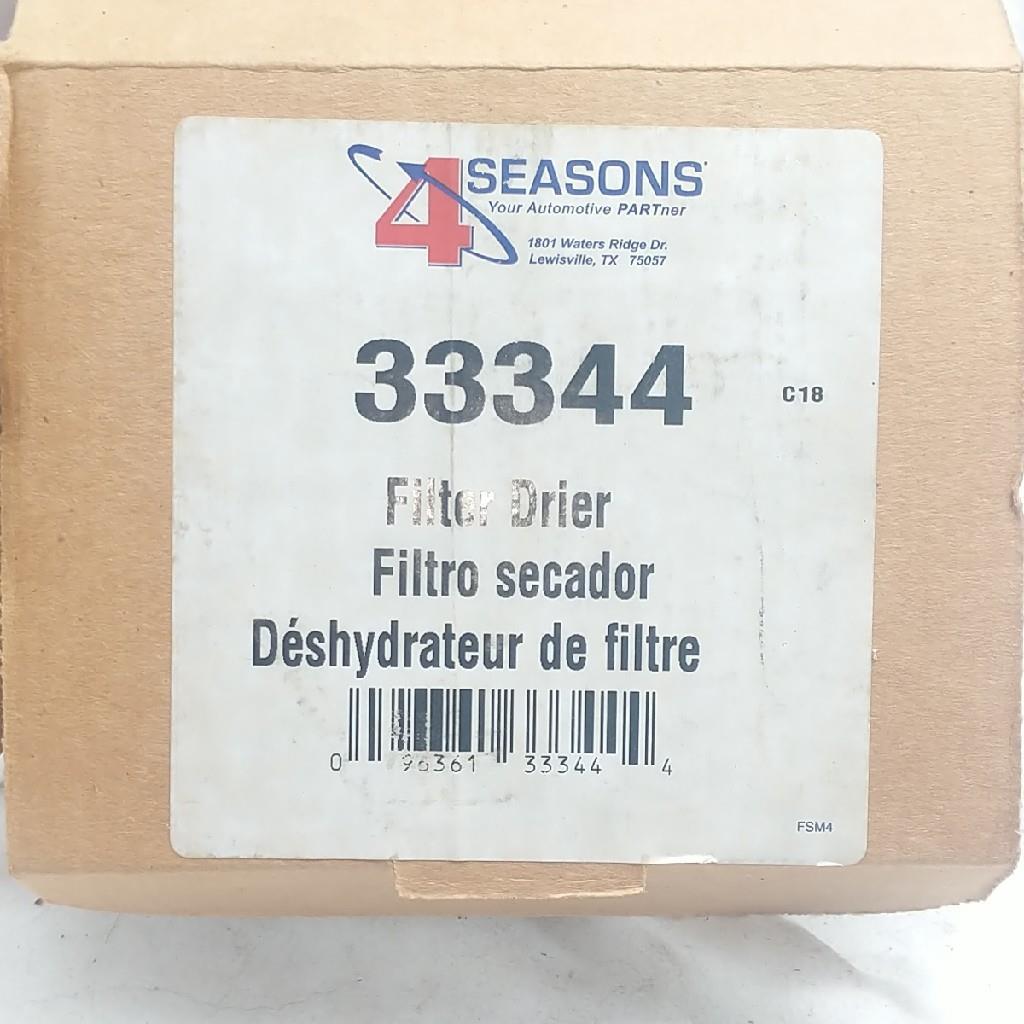 4 SEASONS
Your Automotive PARTner
1801 Waters Ridge Dr.
Lewisville, TX 75057
33344
C18
Filter Drier
Filtro secador
Déshydrateur de filtre
0 96361 33344 4
FSM4